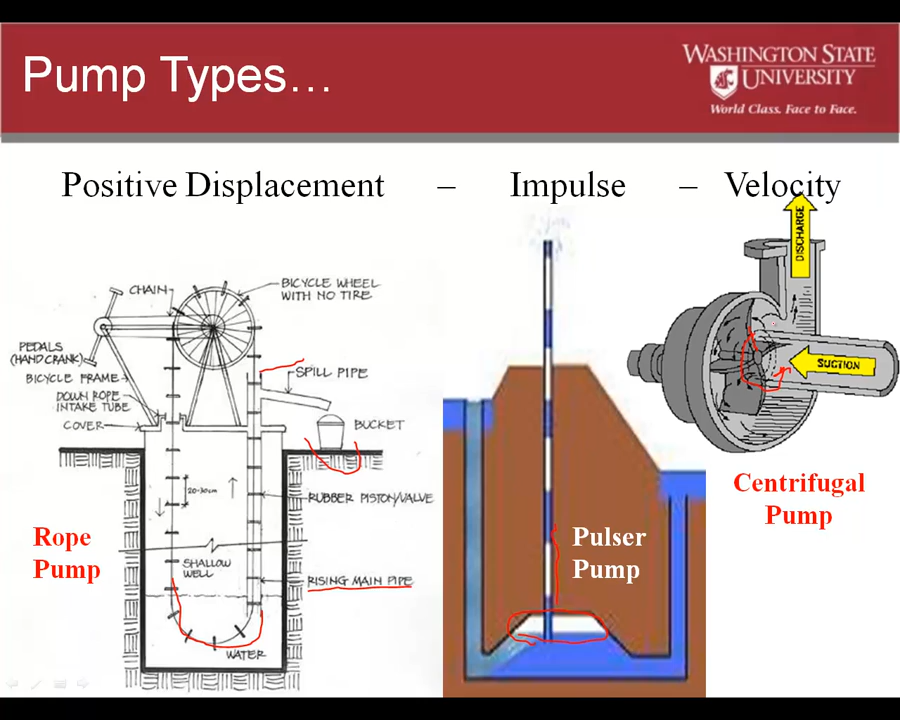 Pump Types…
WASHINGTON STATE
UNIVERSITY
World Class. Face to Face.
Positive Displacement – Impulse – Velocity
CHAIN
BICYCLE WHEEL
WITH NO TIRE
PEDALS
(HAND CRANK)
BICYCLE FRAME
DOWN ROPE
INTAKE TUBE
COVER
SPILL PIPE
BUCKET
20-30cm
RUBBER PISTON/VALVE
SHALLOW
WELL
RISING MAIN PIPE
WATER
Rope
Pump
Pulser
Pump
DISCHARGE
SUCTION
Centrifugal
Pump